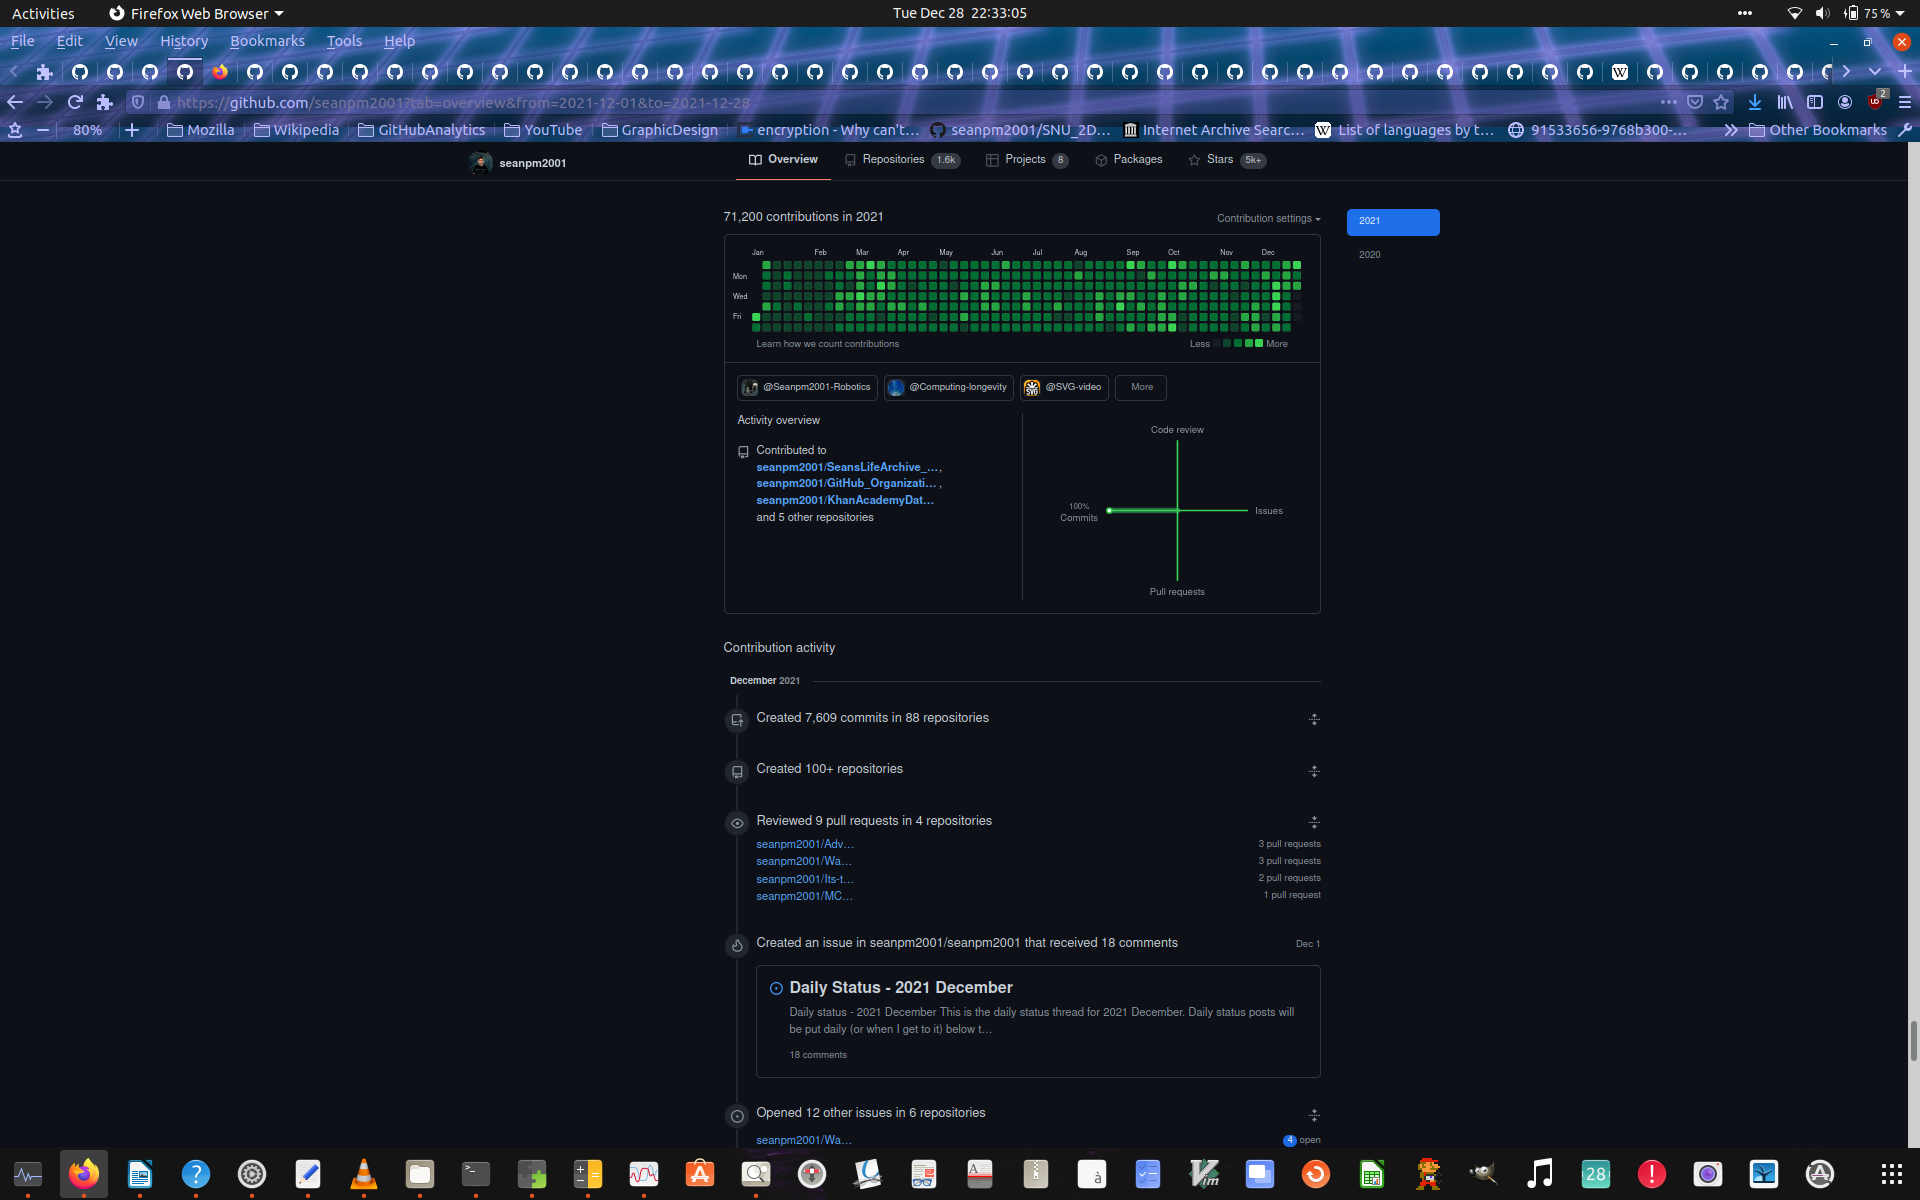 Activities Firefox Web Browser Tue Dec 28 22:33:05 75 %
File Edit View History Bookmarks Tools Help
https://github.com/seanpm2001?tab=overview&from=2021-12-01&to=2021-12-28 2
80% Mozilla Wikipedia GitHubAnalytics YouTube GraphicDesign encryption - Why can't… seanpm2001/SNU_2D… Internet Archive Searc… List of languages by t… 91533656-9768b300-… Other Bookmarks
seanpm2001 Overview Repositories 1.6k Projects 8 Packages Stars 5k+
71,200 contributions in 2021 Contribution settings 2021
2020
Jan Feb Mar Apr May Jun Jul Aug Sep Oct Nov Dec
Mon
Wed
Fri
Learn how we count contributions Less More
@Seanpm2001-Robotics @Computing-longevity @SVG-video More
Activity overview
Contributed to
seanpm2001/SeansLifeArchive_…,
seanpm2001/GitHub_Organizati… ,
seanpm2001/KhanAcademyDat…
and 5 other repositories
Code review
100%
Commits
Issues
Pull requests
Contribution activity
December 2021
Created 7,609 commits in 88 repositories
Created 100+ repositories
Reviewed 9 pull requests in 4 repositories
seanpm2001/Adv… 3 pull requests
seanpm2001/Wa… 3 pull requests
seanpm2001/Its-t… 2 pull requests
seanpm2001/MC… 1 pull request
Created an issue in seanpm2001/seanpm2001 that received 18 comments Dec 1
Daily Status - 2021 December
Daily status - 2021 December This is the daily status thread for 2021 December. Daily status posts will
be put daily (or when I get to it) below t…
18 comments
Opened 12 other issues in 6 repositories
seanpm2001/Wa… 4 open
28